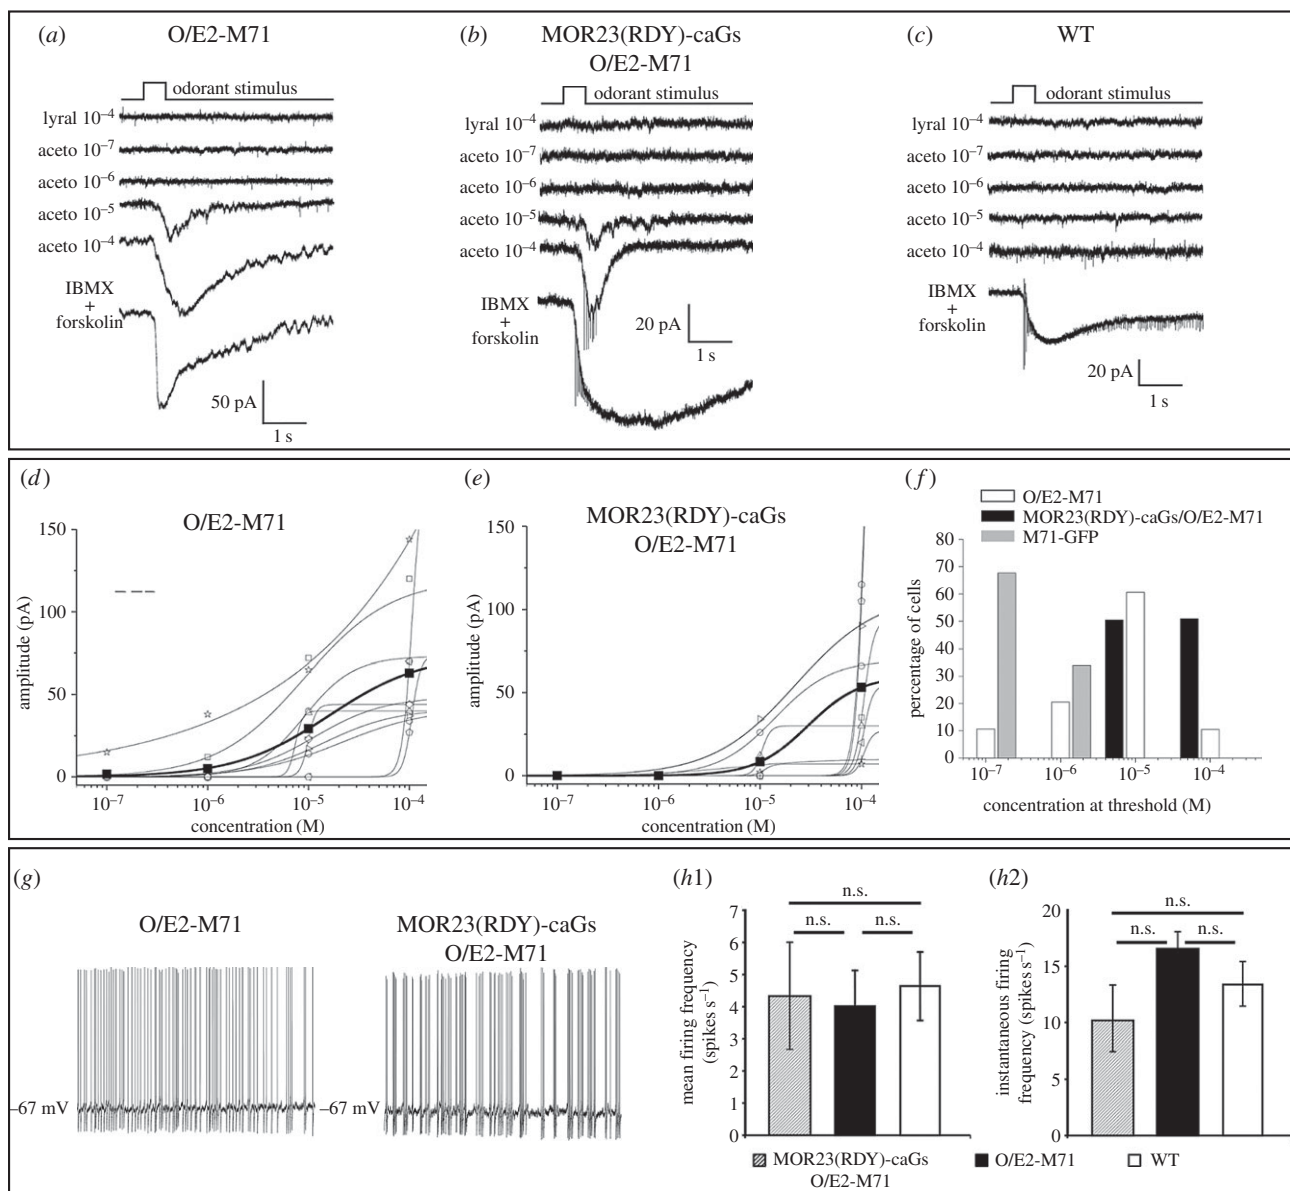 (a)
O/E2-M71
odorant stimulus
lyral 10⁻⁴
aceto 10⁻⁷
aceto 10⁻⁶
aceto 10⁻⁵
aceto 10⁻⁴
IBMX
+
forskolin
50 pA
1 s
(b)
MOR23(RDY)-caGs
O/E2-M71
odorant stimulus
lyral 10⁻⁴
aceto 10⁻⁷
aceto 10⁻⁶
aceto 10⁻⁵
aceto 10⁻⁴
IBMX
+
forskolin
20 pA
1 s
(c)
WT
odorant stimulus
lyral 10⁻⁴
aceto 10⁻⁷
aceto 10⁻⁶
aceto 10⁻⁵
aceto 10⁻⁴
IBMX
+
forskolin
20 pA
1 s
(d)
O/E2-M71
150
100
50
0
amplitude (pA)
10⁻⁷
10⁻⁶
10⁻⁵
10⁻⁴
concentration (M)
(e)
MOR23(RDY)-caGs
O/E2-M71
150
100
50
0
amplitude (pA)
10⁻⁷
10⁻⁶
10⁻⁵
10⁻⁴
concentration (M)
(f)
O/E2-M71
MOR23(RDY)-caGs/O/E2-M71
M71-GFP
80
70
60
50
40
30
20
10
0
percentage of cells
10⁻⁷
10⁻⁶
10⁻⁵
10⁻⁴
concentration at threshold (M)
(g)
O/E2-M71
–67 mV
MOR23(RDY)-caGs
O/E2-M71
–67 mV
(h1)
n.s.
n.s.
n.s.
7
6
5
4
3
2
1
0
mean firing frequency
(spikes s⁻¹)
(h2)
n.s.
n.s.
n.s.
20
15
10
5
0
instantaneous firing
frequency (spikes s⁻¹)
MOR23(RDY)-caGs
O/E2-M71
O/E2-M71
WT